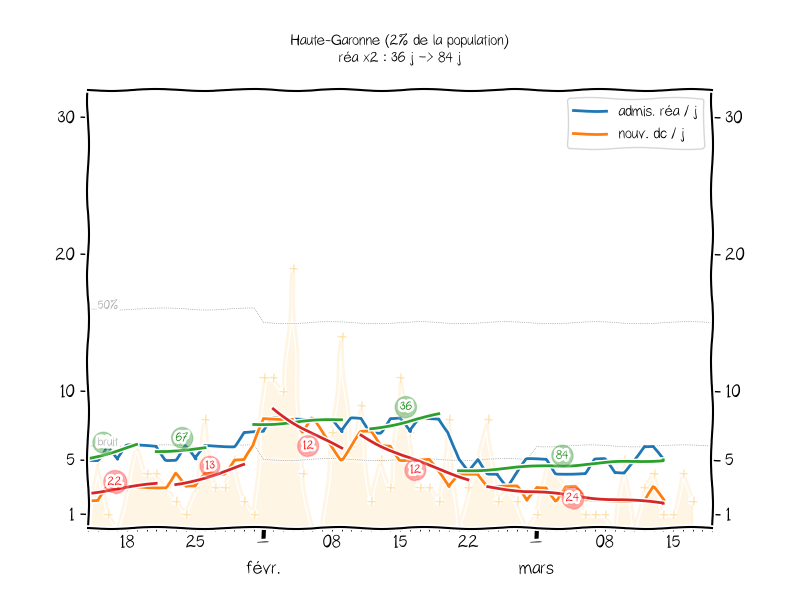 Haute-Garonne (2% de la population)
réa x2 : 36 j -> 84 j
admis. réa / j
nouv. dc / j
30 30
20 20
50%
10 10
36
bruit 67
84
5 5
12
13
12
22
24
1 1
18 25 08 15 22 08 15
févr. mars